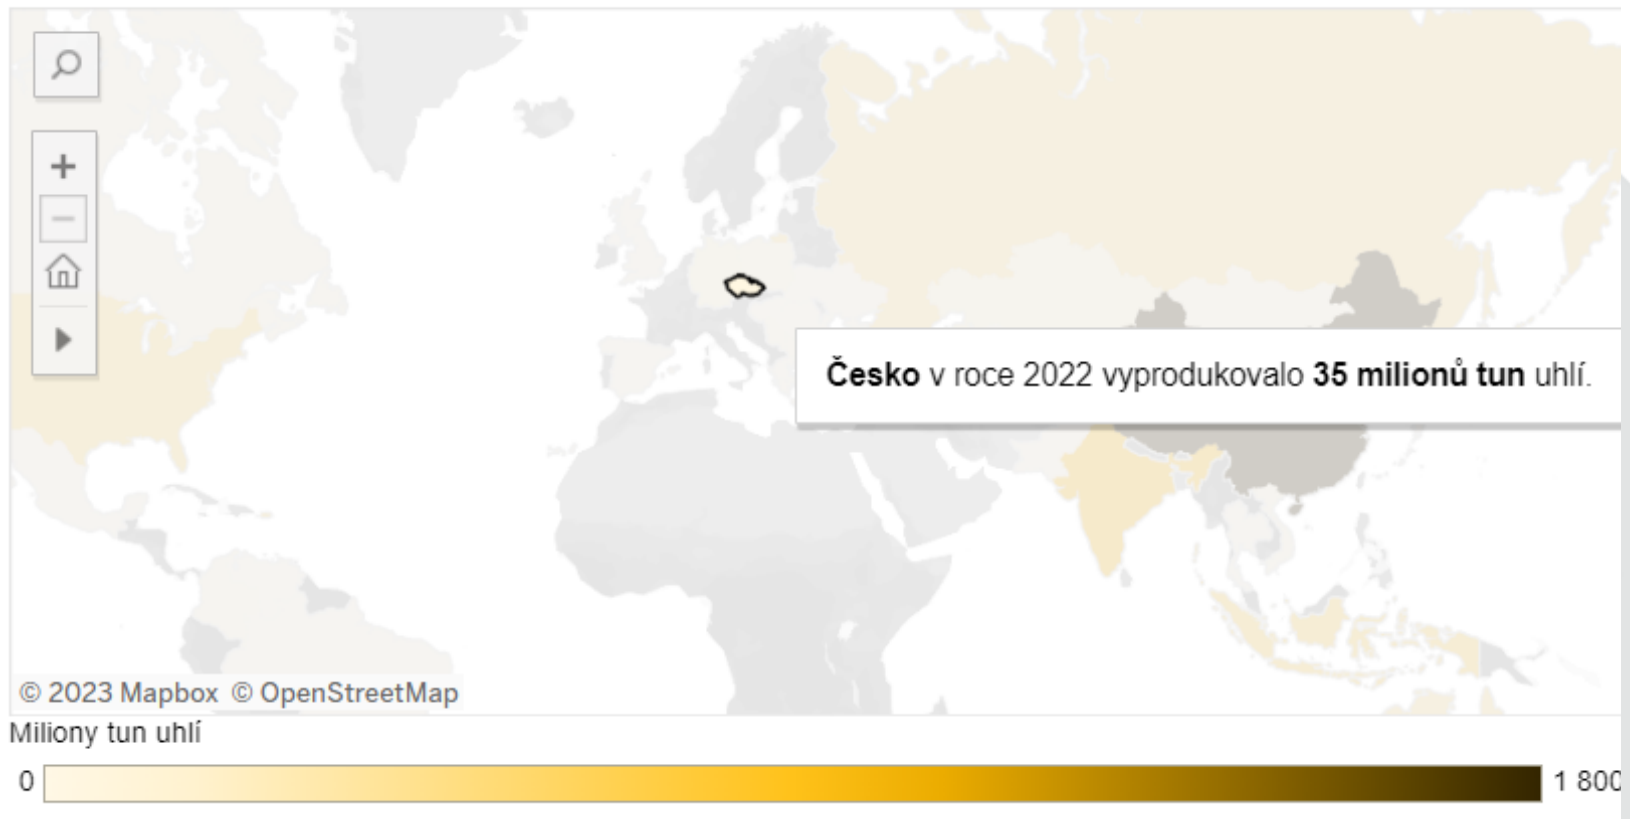 Česko v roce 2022 vyprodukovalo 35 milionů tun uhlí.
© 2023 Mapbox © OpenStreetMap
Miliony tun uhlí
0 1 800